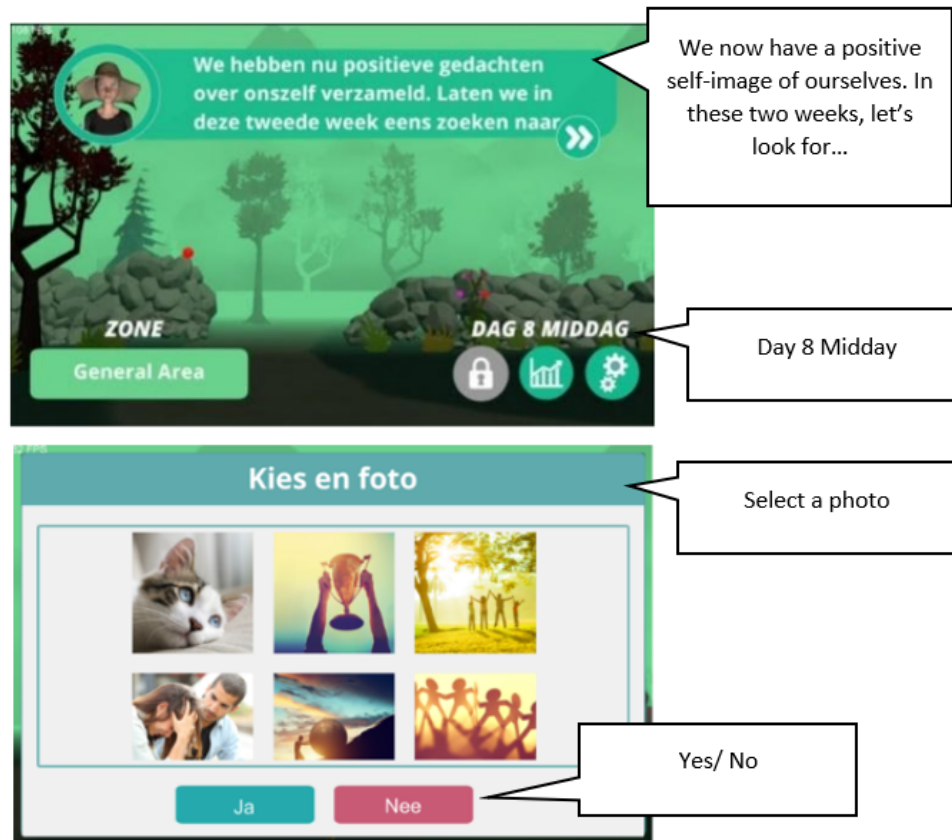 We hebben nu positieve gedachten
over onszelf verzameld. Laten we in
deze tweede week eens zoeken naar
We now have a positive
self-image of ourselves. In
these two weeks, let's
look for...
ZONE
General Area
DAG 8 MIDDAG
Day 8 Midday
Kies en foto
Select a photo
Ja
Nee
Yes/ No